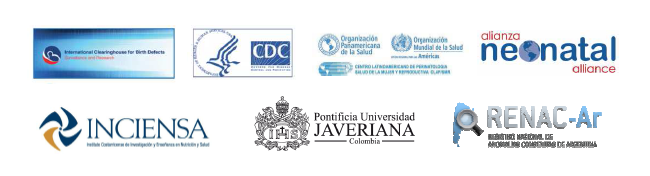 International Clearinghouse for Birth Defects
Surveillance and Research
CDC
Organización
Panamericana
de la Salud
Organización
Mundial de la Salud
Américas
CENTRO LATINOAMERICANO DE PERINATOLOGÍA
SALUD DE LA MUJER Y REPRODUCTIVA
alianza
neonatal
alliance
INCIENSA
Instituto Costarricense de Investigación y Enseñanza en Nutrición y Salud
Pontificia Universidad
JAVERIANA
Colombia
RENAC-Ar
REGISTRO NACIONAL DE
ANOMALÍAS CONGÉNITAS DE ARGENTINA